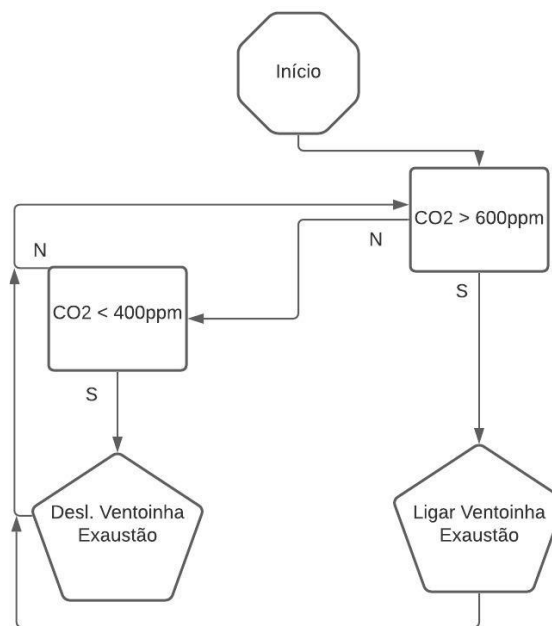 Início
CO2 > 600ppm
N
N
CO2 < 400ppm
S
S
Desl. Ventoinha
Exaustão
Ligar Ventoinha
Exaustão